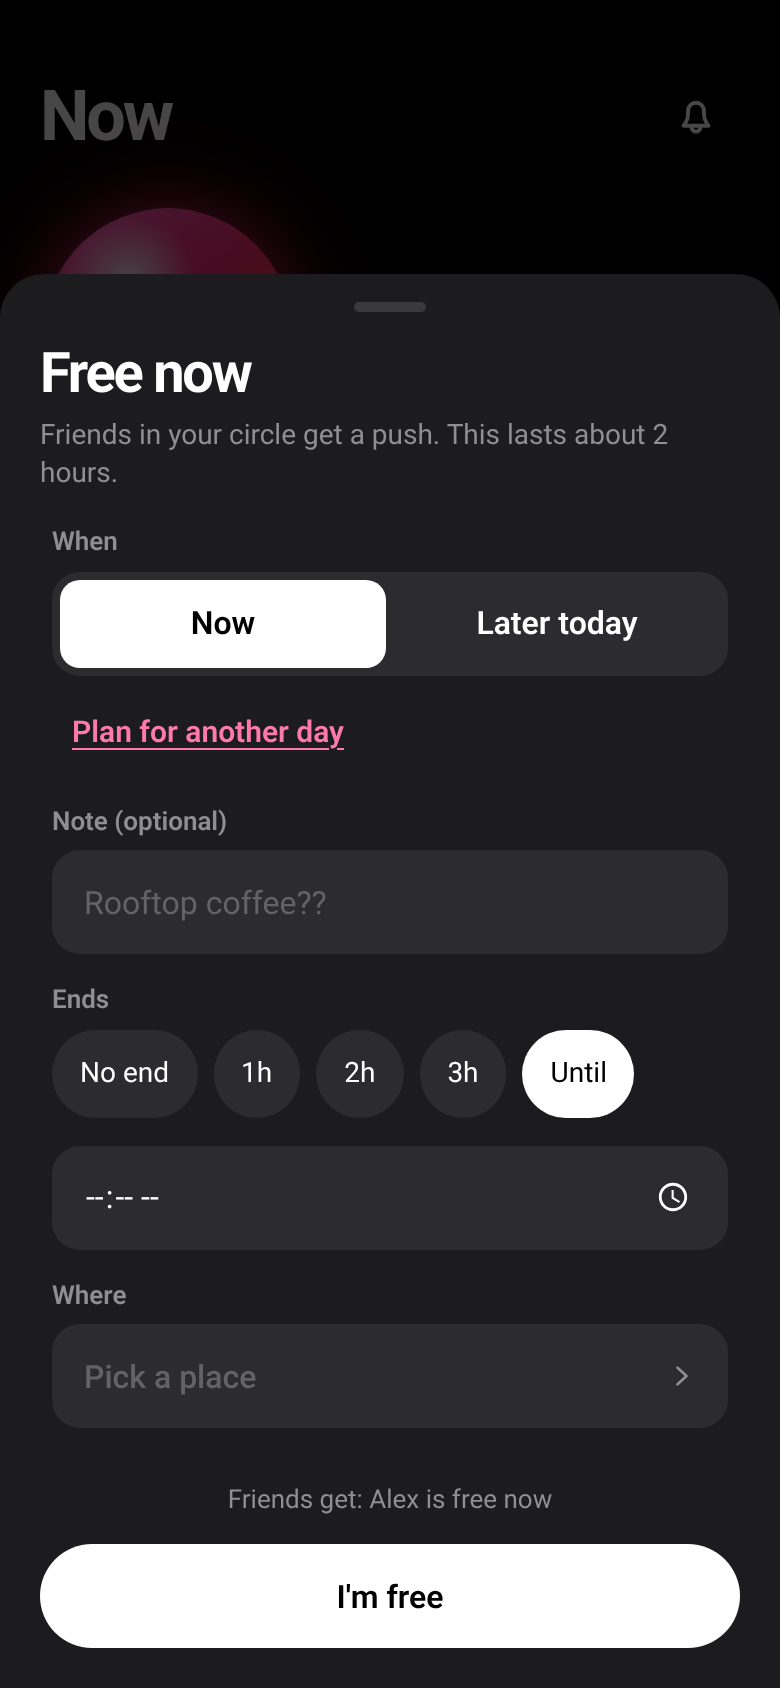 Now
Free now
Friends in your circle get a push. This lasts about 2
hours.
When
Now
Later today
Plan for another day
Note (optional)
Rooftop coffee??
Ends
No end
1h
2h
3h
Until
--:-- --
Where
Pick a place
Friends get: Alex is free now
I'm free